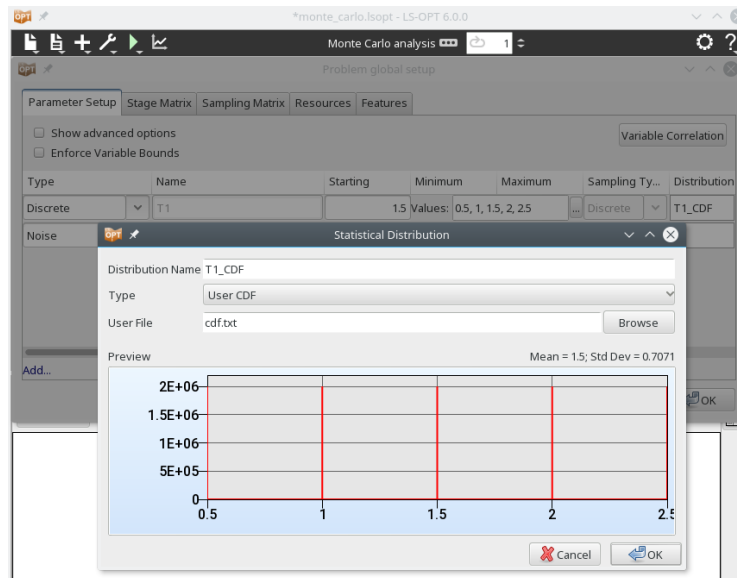 *monte_carlo.lsopt - LS-OPT 6.0.0
Monte Carlo analysis 1
Problem global setup
Parameter Setup Stage Matrix Sampling Matrix Resources Features
Show advanced options
Variable Correlation
Enforce Variable Bounds
Type Name Starting Minimum Maximum Sampling Ty... Distribution
Discrete T1 1.5 Values: 0.5, 1, 1.5, 2, 2.5 ... Discrete T1_CDF
Noise
Statistical Distribution
Distribution Name T1_CDF
Type User CDF
User File cdf.txt Browse
Preview Mean = 1.5; Std Dev = 0.7071
Add...
2E+06
1.5E+06
1E+06
5E+05
0
0.5 1 1.5 2 2.5
OK
Cancel OK